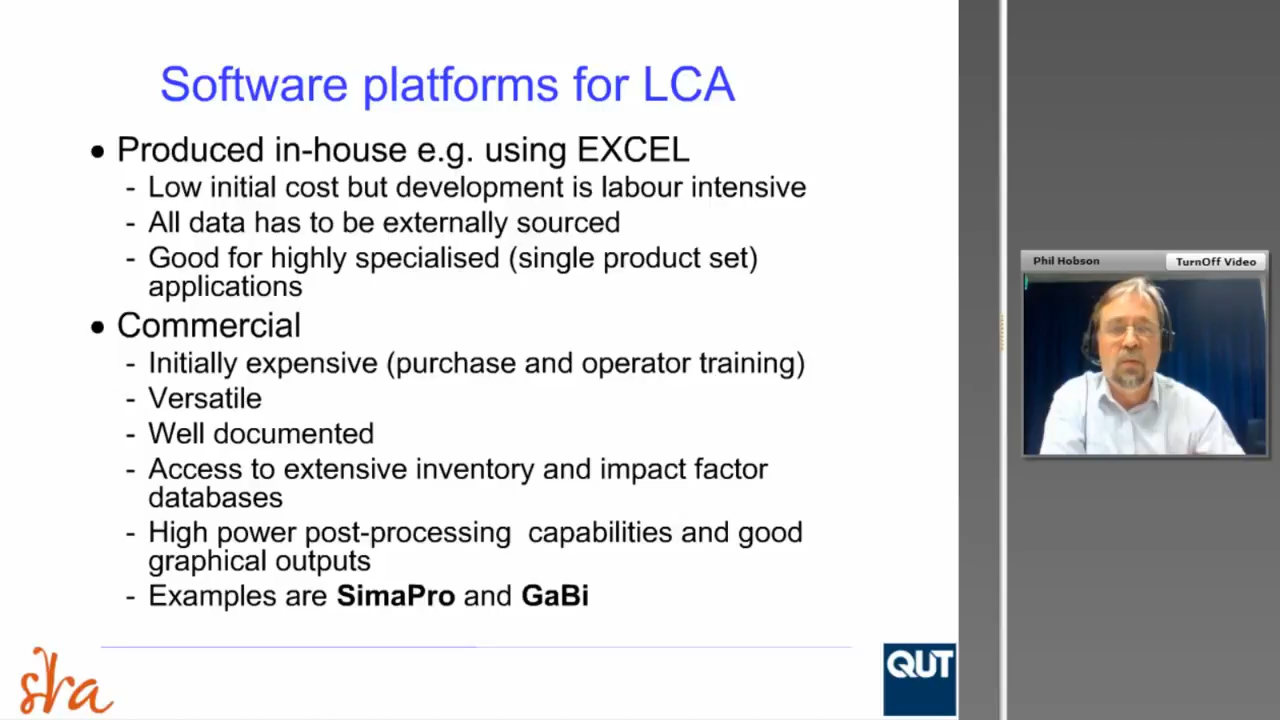 Software platforms for LCA
• Produced in-house e.g. using EXCEL
- Low initial cost but development is labour intensive
- All data has to be externally sourced
- Good for highly specialised (single product set)
applications
• Commercial
- Initially expensive (purchase and operator training)
- Versatile
- Well documented
- Access to extensive inventory and impact factor
databases
- High power post-processing  capabilities and good
graphical outputs
- Examples are SimaPro and GaBi
sra
QUT
Phil Hobson
TurnOff Video